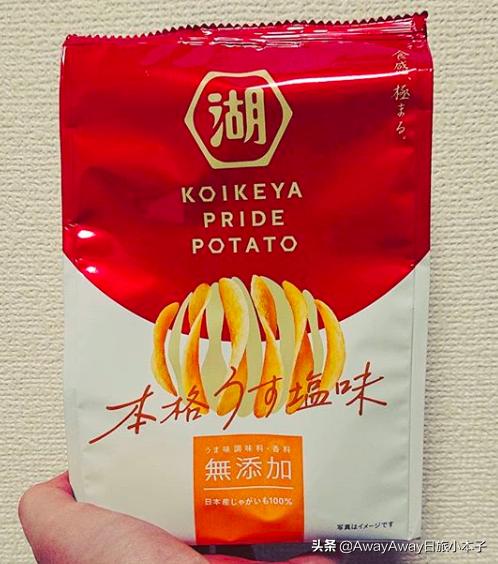 食感、極まる。
湖
KOIKEYA
PRIDE
POTATO
本格うす塩味
うま味調味料・香料
無添加
日本産じゃがいも100%
写真はイメージです
头条 @AwayAway日旅小本子